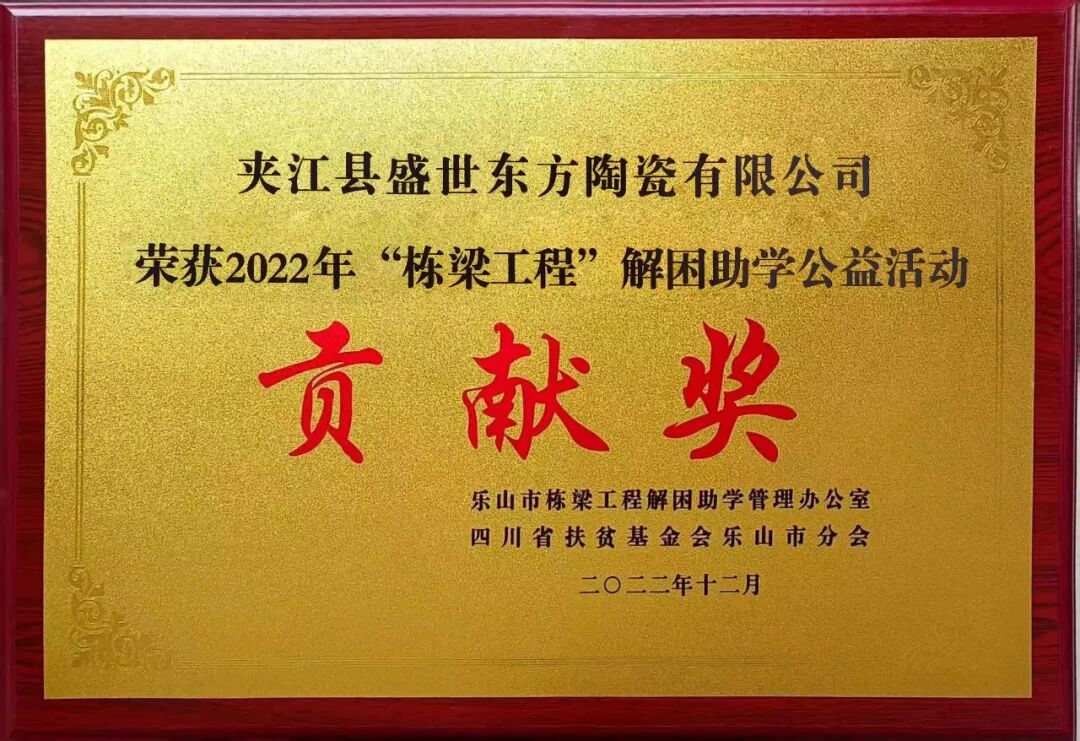 夹江县盛世东方陶瓷有限公司
荣获2022年“栋梁工程”解困助学公益活动
贡献奖
乐山市栋梁工程解困助学管理办公室
四川省扶贫基金会乐山市分会
二〇二二年十二月